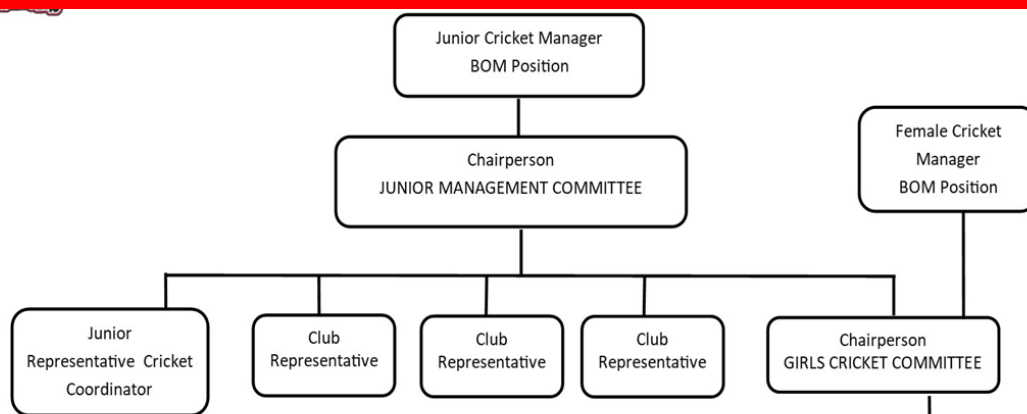 Junior Cricket Manager
BOM Position
Chairperson
JUNIOR MANAGEMENT COMMITTEE
Female Cricket
Manager
BOM Position
Junior
Representative Cricket
Coordinator
Club
Representative
Club
Representative
Club
Representative
Chairperson
GIRLS CRICKET COMMITTEE